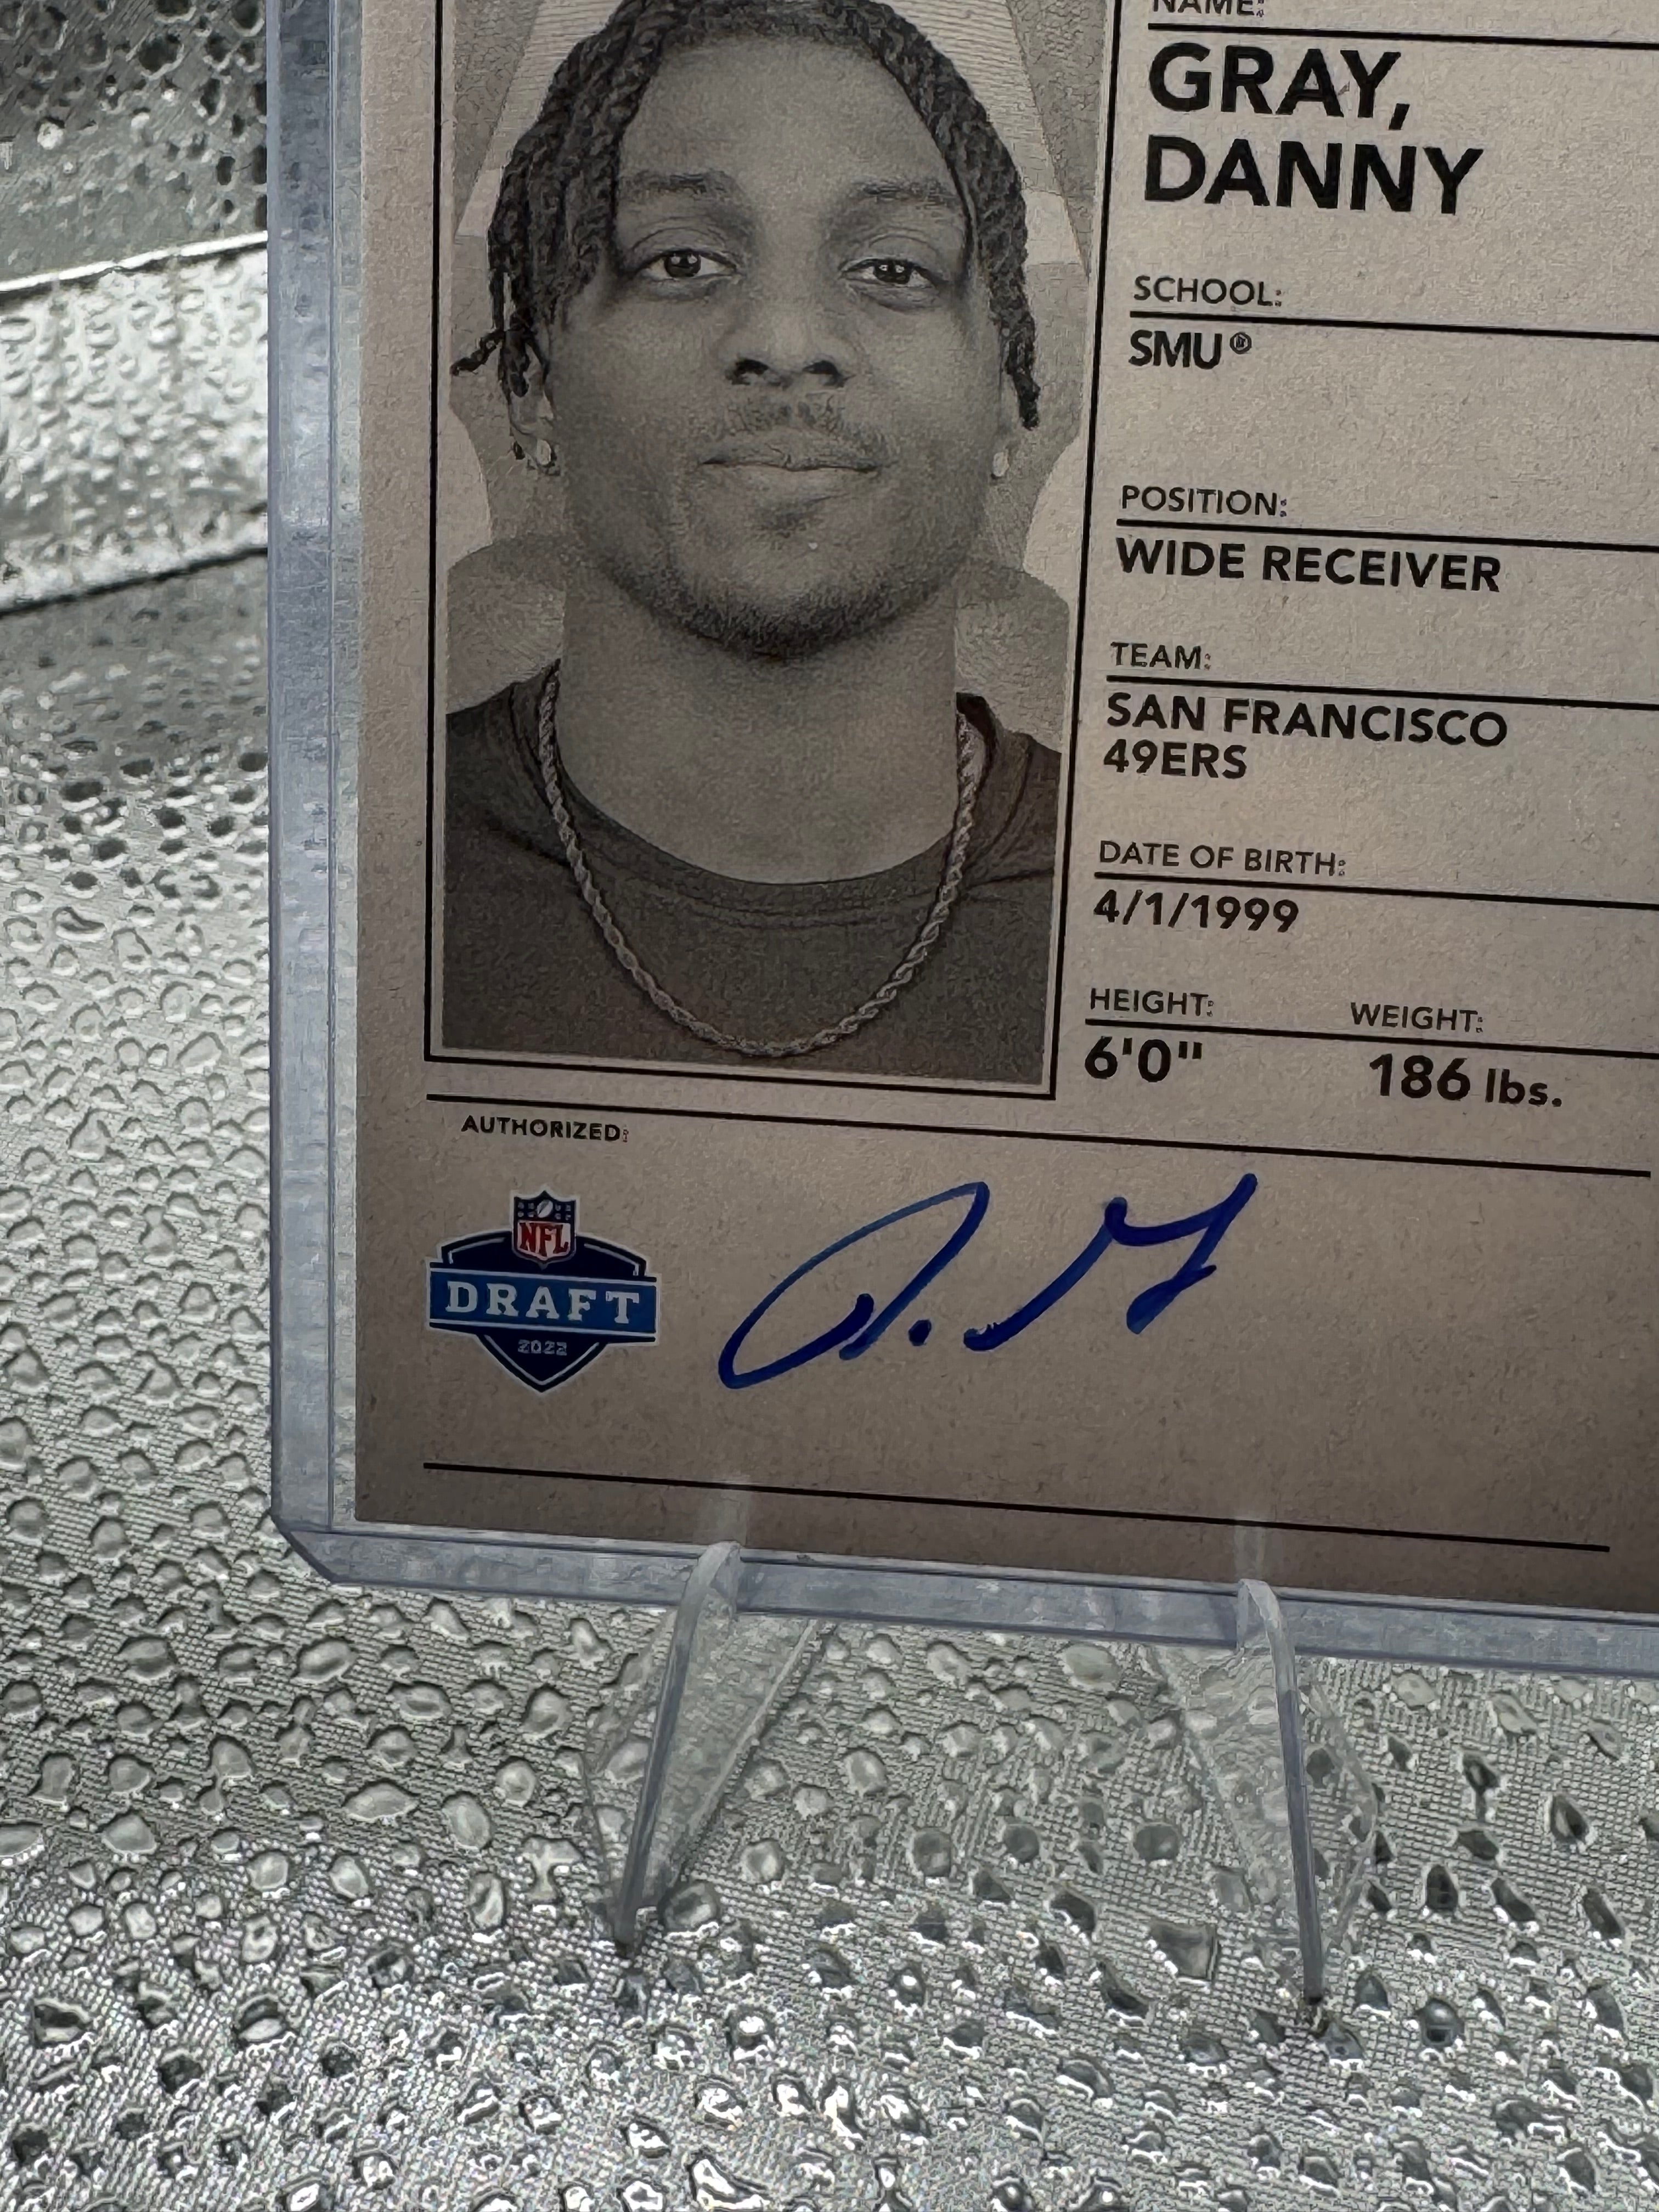 NAME:
GRAY,
DANNY
SCHOOL:
SMU®
POSITION:
WIDE RECEIVER
TEAM:
SAN FRANCISCO
49ERS
DATE OF BIRTH:
4/1/1999
HEIGHT: WEIGHT:
6'0" 186 lbs.
AUTHORIZED:
NFL
DRAFT
2022